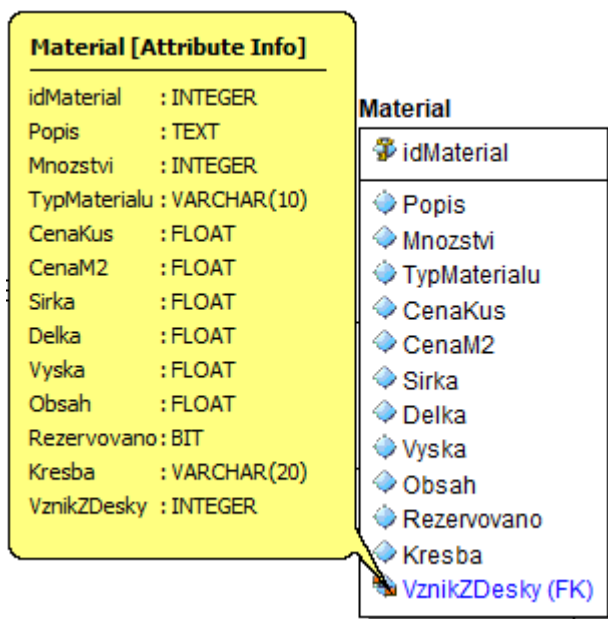 Material [Attribute Info]
idMaterial : INTEGER
Popis : TEXT
Mnozstvi : INTEGER
TypMaterialu : VARCHAR(10)
CenaKus : FLOAT
CenaM2 : FLOAT
Sirka : FLOAT
Delka : FLOAT
Vyska : FLOAT
Obsah : FLOAT
Rezervovano : BIT
Kresba : VARCHAR(20)
VznikZDesky : INTEGER
Material
idMaterial
Popis
Mnozstvi
TypMaterialu
CenaKus
CenaM2
Sirka
Delka
Vyska
Obsah
Rezervovano
Kresba
VznikZDesky (FK)